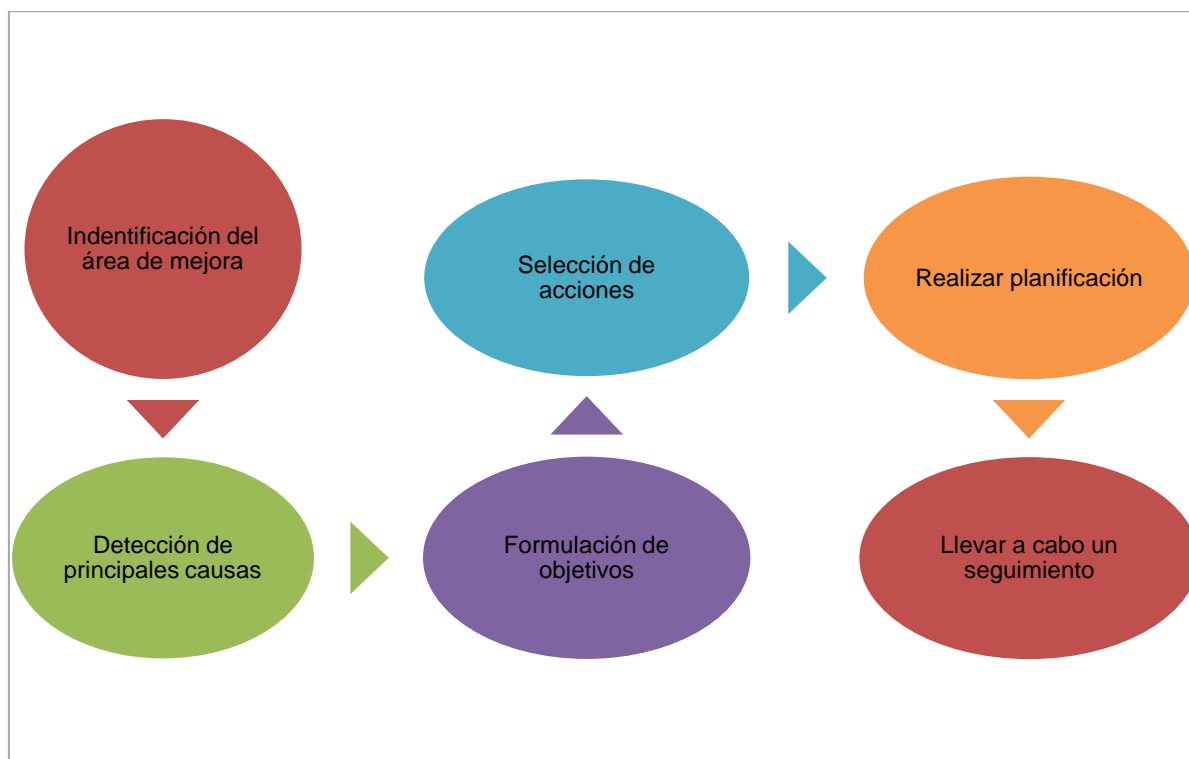 Indentificación del
área de mejora
Detección de
principales causas
Formulación de
objetivos
Selección de
acciones
Realizar planificación
Llevar a cabo un
seguimiento